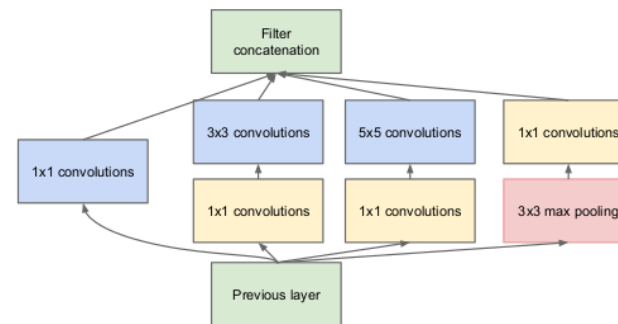 Filter
concatenation
3x3 convolutions
5x5 convolutions
1x1 convolutions
1x1 convolutions
1x1 convolutions
1x1 convolutions
3x3 max pooling
Previous layer